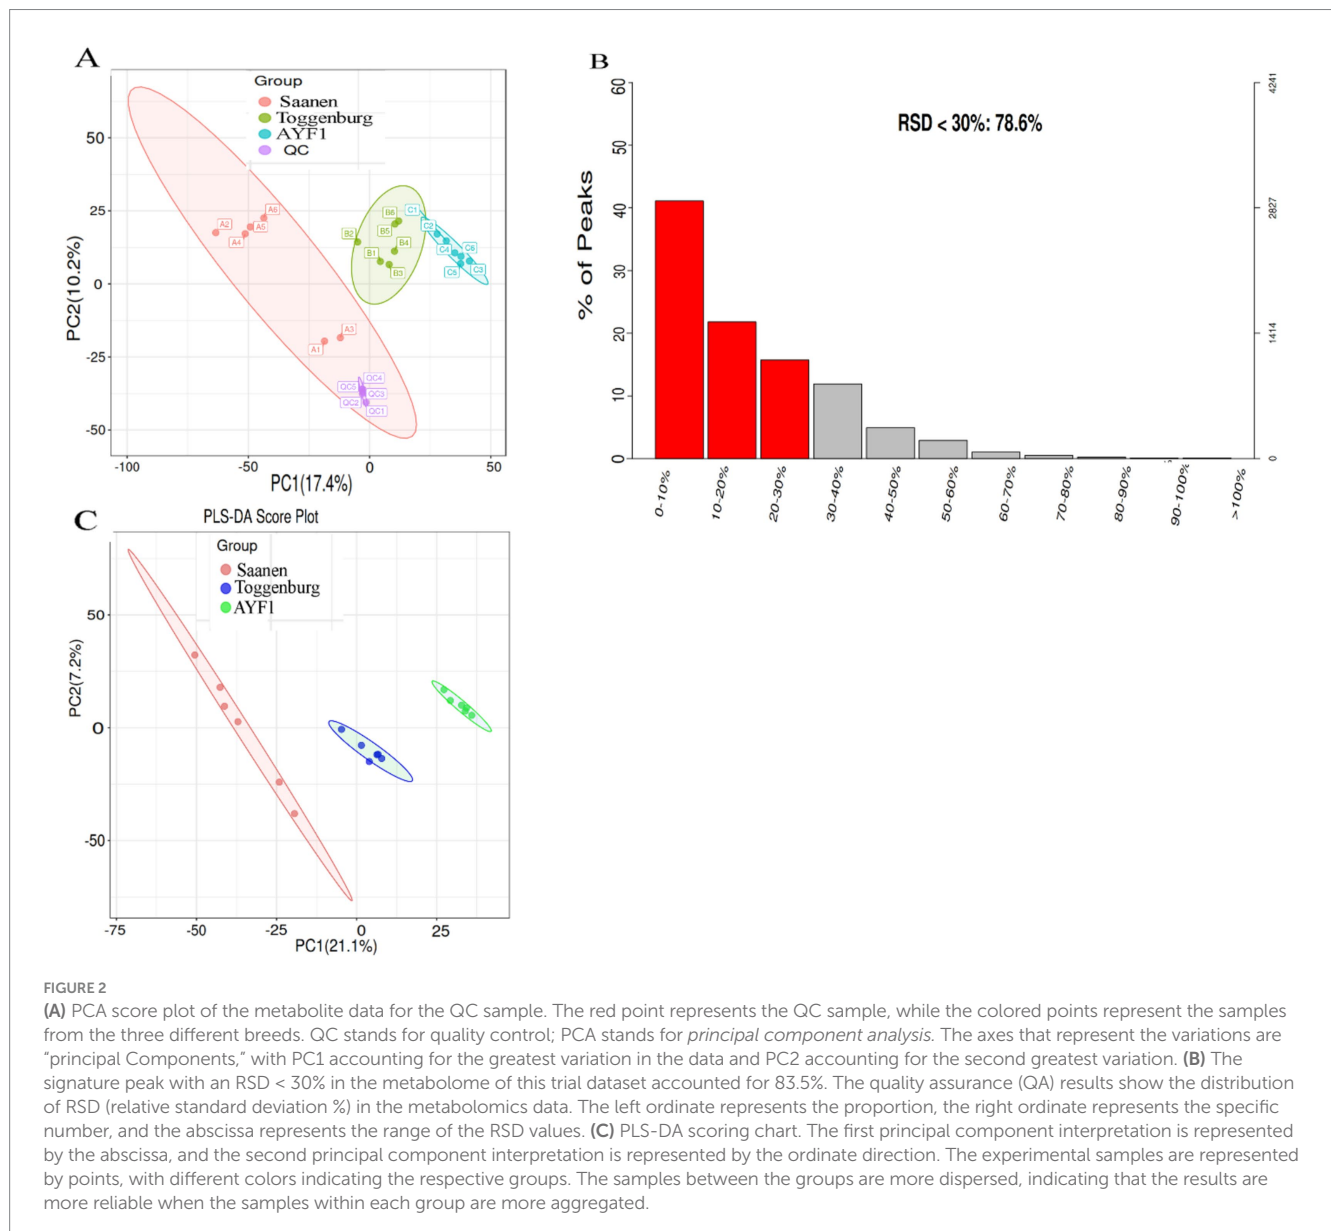 A
Group
Saanen
Toggenburg
AYF1
QC
50
25
0
-25
-50
PC2(10.2%)
A2
A6
A5
A4
A3
A1
B6
B2
B5
B4
B1
B3
C1
C2
C4
C6
C5
C3
QC4
QC5
QC3
QC2
QC1
-100
-50
0
50
PC1(17.4%)
B
RSD < 30%: 78.6%
% of Peaks
60
50
40
30
20
10
0
4241
2827
1414
0
0-10%
10-20%
20-30%
30-40%
40-50%
50-60%
60-70%
70-80%
80-90%
90-100%
>100%
C
PLS-DA Score Plot
Group
Saanen
Toggenburg
AYF1
50
0
-50
PC2(7.2%)
-75
-50
-25
0
25
PC1(21.1%)
FIGURE 2
(A) PCA score plot of the metabolite data for the QC sample. The red point represents the QC sample, while the colored points represent the samples
from the three different breeds. QC stands for quality control; PCA stands for principal component analysis. The axes that represent the variations are
"principal Components," with PC1 accounting for the greatest variation in the data and PC2 accounting for the second greatest variation. (B) The
signature peak with an RSD < 30% in the metabolome of this trial dataset accounted for 83.5%. The quality assurance (QA) results show the distribution
of RSD (relative standard deviation %) in the metabolomics data. The left ordinate represents the proportion, the right ordinate represents the specific
number, and the abscissa represents the range of the RSD values. (C) PLS-DA scoring chart. The first principal component interpretation is represented
by the abscissa, and the second principal component interpretation is represented by the ordinate direction. The experimental samples are represented
by points, with different colors indicating the respective groups. The samples between the groups are more dispersed, indicating that the results are
more reliable when the samples within each group are more aggregated.